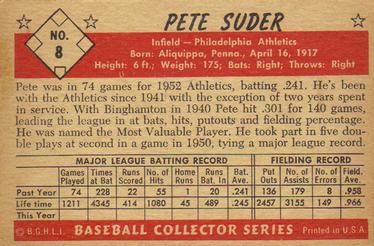 PETE SUDER
NO.
8
Infield — Philadelphia Athletics
Born: Aliquippa, Penna., April 16, 1917
Height: 6 ft.; Weight: 175; Bats: Right; Throws: Right
Pete was in 74 games for 1952 Athletics, batting .241. He's been
with the Athletics since 1941 with the exception of two years spent
in service. With Binghamton in 1940 Pete hit .301 for 140 games,
leading the league in at bats, hits, putouts and fielding percentage.
He was named the Most Valuable Player. He took part in five dou-
ble plays at second in a game in 1950, tying a major league record.
MAJOR LEAGUE BATTING RECORD FIELDING RECORD
Games Played Times at Bat Runs Scored No. of Hits Home Runs Runs Bat. In Bat. Av. Put Outs No. of Assists No. of Errors Field. Ave.
Past Year 74 228 22 55 1 20 .241 136 179 8 .958
Life time 1211 4345 414 1080 45 489 .245 2457 3155 149 .966
This Year
© B.G.H.L.I. BASEBALL COLLECTOR SERIES Printed in U.S.A.